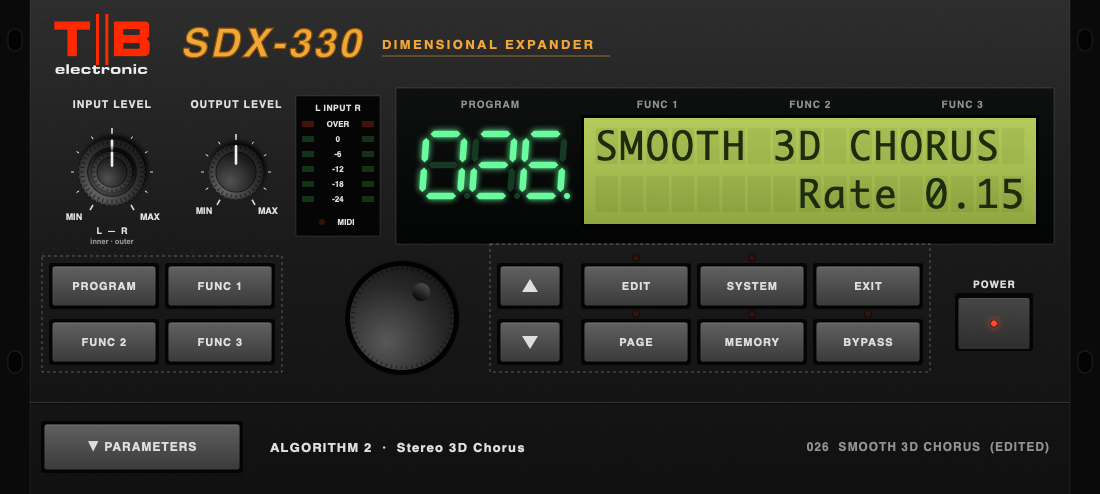 TB
electronic
SDX-330
DIMENSIONAL EXPANDER
INPUT LEVEL
MIN MAX
L — R
inner · outer
OUTPUT LEVEL
MIN MAX
L INPUT R
OVER
0
-6
-12
-18
-24
MIDI
PROGRAM FUNC 1 FUNC 2 FUNC 3
026.
SMOOTH 3D CHORUS
Rate 0.15
PROGRAM FUNC 1
FUNC 2 FUNC 3
▲ EDIT SYSTEM EXIT
▼ PAGE MEMORY BYPASS
POWER
▼ PARAMETERS
ALGORITHM 2 · Stereo 3D Chorus
026 SMOOTH 3D CHORUS (EDITED)